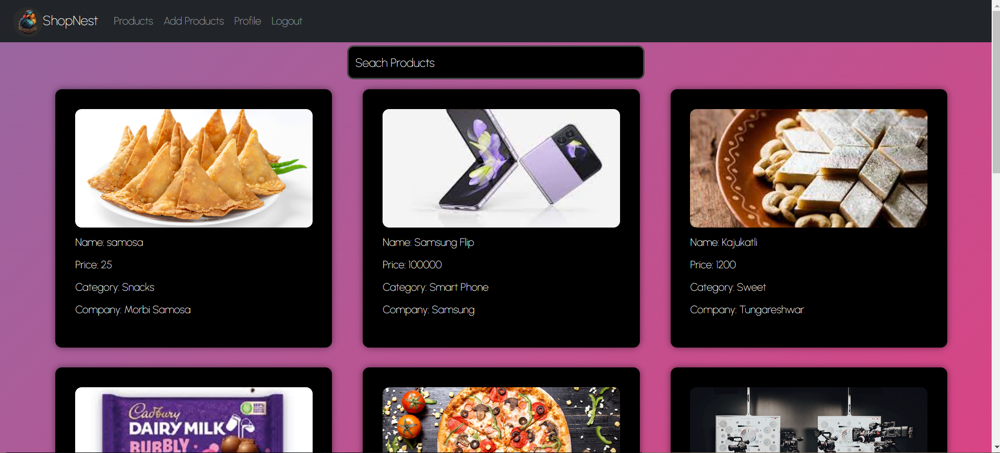 ShopNest Products Add Products Profile Logout
Seach Products
Name: samosa
Price: 25
Category: Snacks
Company: Morbi Samosa
Name: Samsung Flip
Price: 100000
Category: Smart Phone
Company: Samsung
Name: Kajukatli
Price: 1200
Category: Sweet
Company: Tungareshwar
Cadbury
DAIRY MILK
BUBBLY
100%